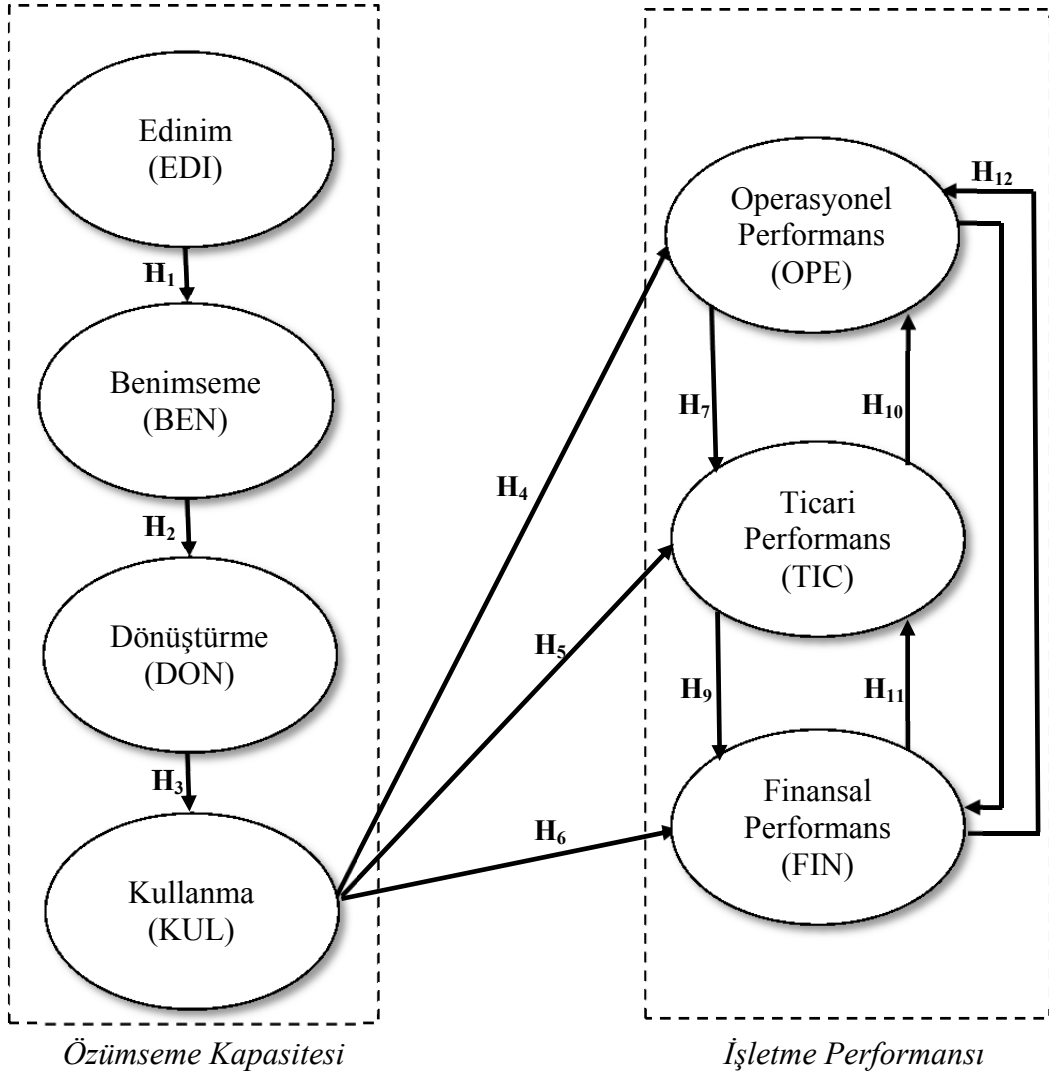 Edinim
(EDI)
H₁
Benimseme
(BEN)
H₂
Dönüştürme
(DON)
H₃
Kullanma
(KUL)
Özümseme Kapasitesi
H₄
H₅
H₆
Operasyonel
Performans
(OPE)
H₁₂
H₇
H₁₀
Ticari
Performans
(TIC)
H₉
H₁₁
Finansal
Performans
(FIN)
İşletme Performansı